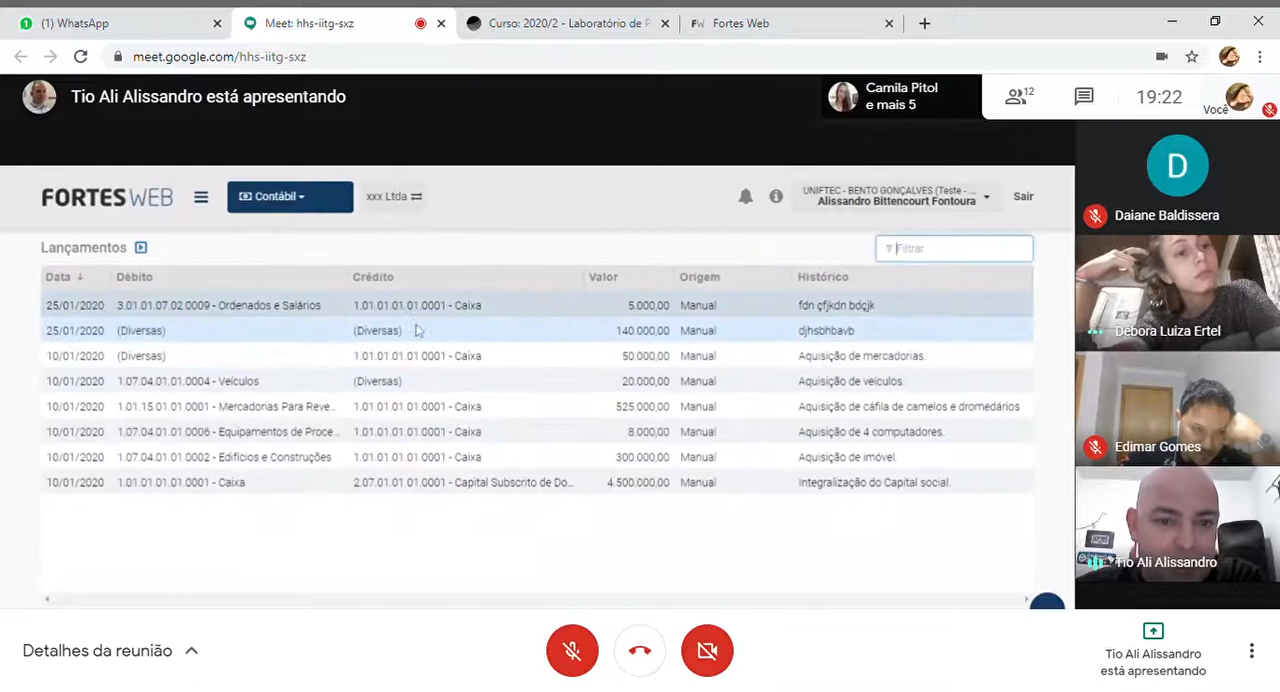 (1) WhatsApp
Meet: hhs-iitg-sxz
Curso: 2020/2 - Laboratório de P
FW Fortes Web
meet.google.com/hhs-iitg-sxz
Tio Ali Alissandro está apresentando
Camila Pitol
e mais 5
12
19:22
Você
FORTES WEB
Contábil
xxx Ltda
UNIFTEC - BENTO GONÇALVES (Teste - ...
Alissandro Bittencourt Fontoura
Sair
Lançamentos
Filtrar
Data Débito Crédito Valor Origem Histórico
25/01/2020 3.01.01.07.02.0009 - Ordenados e Salários 1.01.01.01.01.0001 - Caixa 5.000,00 Manual fdn çfjkdn bdçjk
25/01/2020 (Diversas) (Diversas) 140.000,00 Manual djhsbhbavb
10/01/2020 (Diversas) 1.01.01.01.01.0001 - Caixa 50.000,00 Manual Aquisição de mercadorias.
10/01/2020 1.07.04.01.01.0004 - Veículos (Diversas) 20.000,00 Manual Aquisição de veículos.
10/01/2020 1.01.15.01.01.0001 - Mercadorias Para Reve... 1.01.01.01.01.0001 - Caixa 525.000,00 Manual Aquisição de cáfila de camelos e dromedários
10/01/2020 1.07.04.01.01.0006 - Equipamentos de Proce... 1.01.01.01.01.0001 - Caixa 8.000,00 Manual Aquisição de 4 computadores.
10/01/2020 1.07.04.01.01.0002 - Edifícios e Construções 1.01.01.01.01.0001 - Caixa 300.000,00 Manual Aquisição de imóvel.
10/01/2020 1.01.01.01.01.0001 - Caixa 2.07.01.01.01.0001 - Capital Subscrito de Do... 4.500.000,00 Manual Integralização do Capital social.
D
Daiane Baldissera
Débora Luiza Ertel
Edimar Gomes
Tio Ali Alissandro
Detalhes da reunião
Tio Ali Alissandro
está apresentando